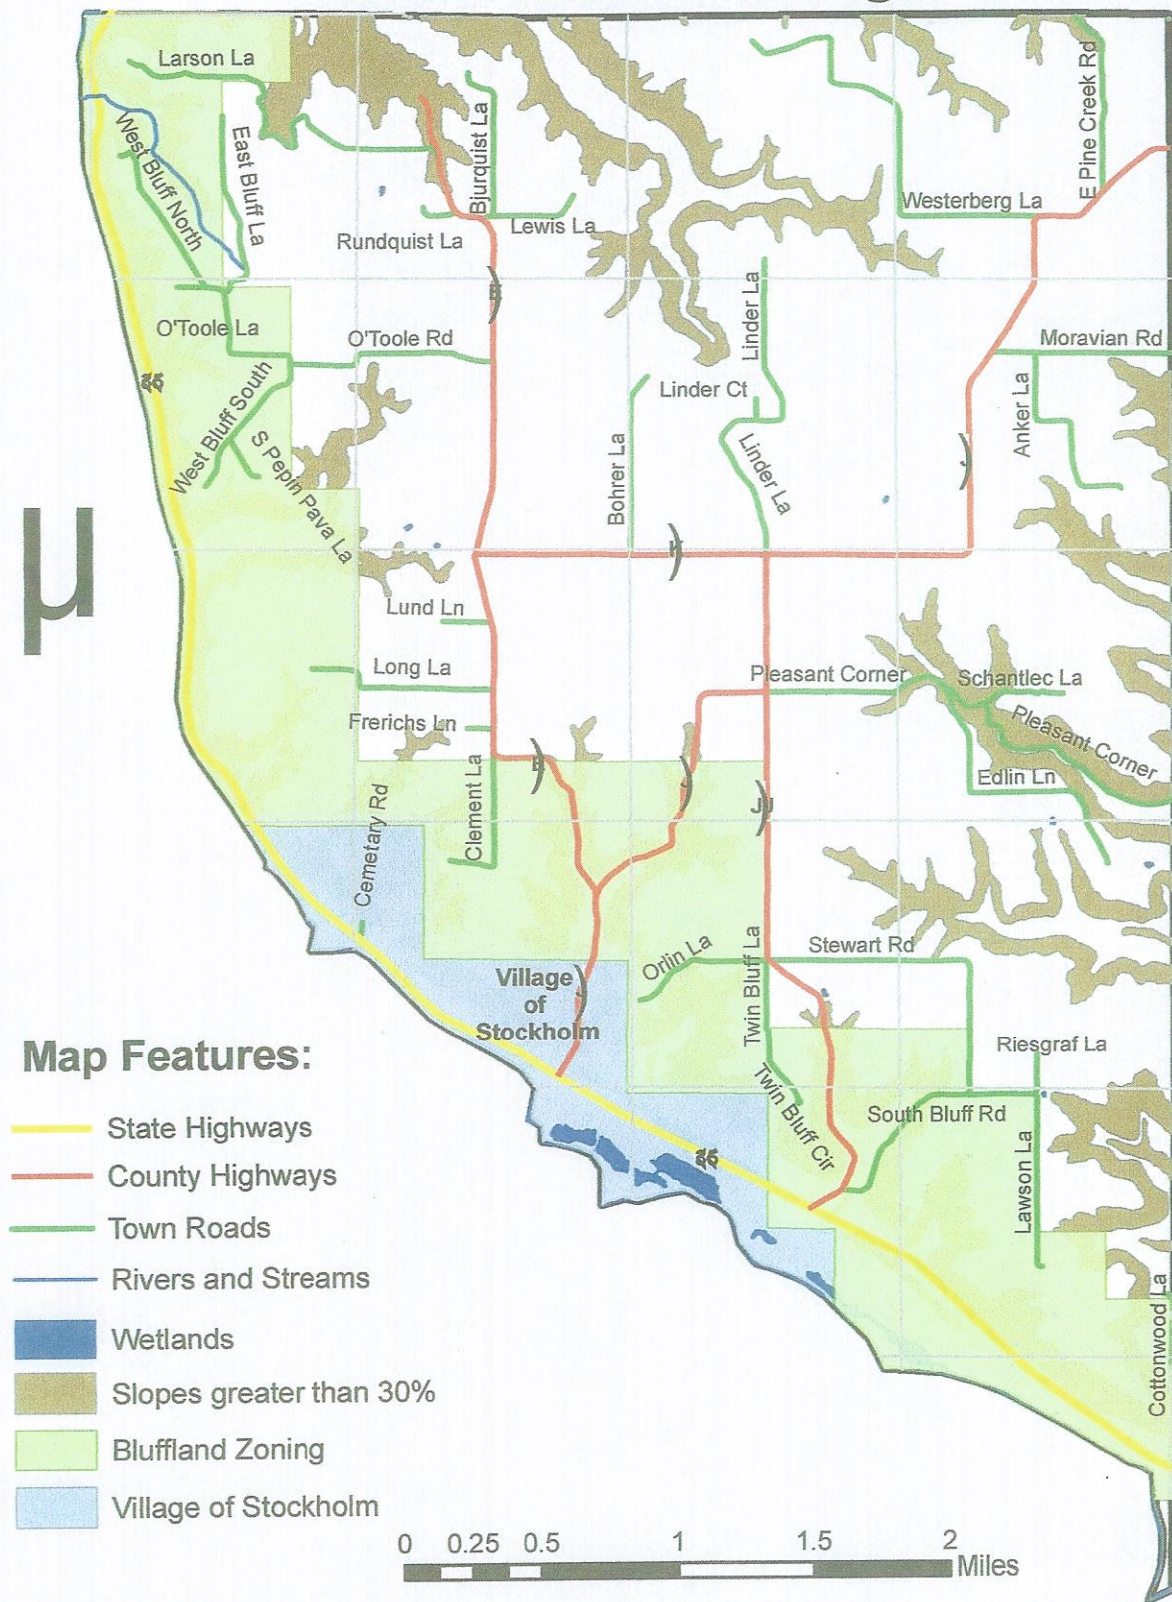 Larson La
West Bluff North
East Bluff La
Bjurquist La
Lewis La
Rundquist La
E Pine Creek Rd
Westerberg La
O'Toole La
O'Toole Rd
West Bluff South
S Pepin Pava La
Linder La
Linder Ct
Linder La
Bohrer La
Moravian Rd
Anker La
J
µ
Lund Ln
Long La
Frerichs Ln
Clement La
Cemetary Rd
Pleasant Corner
Schantlec La
Pleasant Corner
Edlin Ln
J
JJ
Orlin La
Stewart Rd
Twin Bluff La
Twin Bluff Cir
Riesgraf La
South Bluff Rd
Lawson La
Cottonwood La
Village
of
Stockholm
J
Map Features:
State Highways
County Highways
Town Roads
Rivers and Streams
Wetlands
Slopes greater than 30%
Bluffland Zoning
Village of Stockholm
0 0.25 0.5 1 1.5 2
Miles